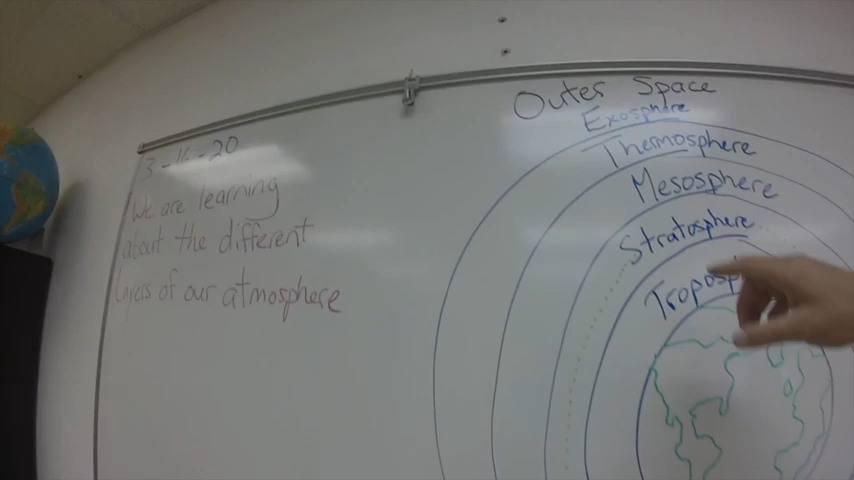 3-16-20
We are learning
about the different
layers of our atmosphere
Outer Space
Exosphere
Thermosphere
Mesosphere
Stratosphere